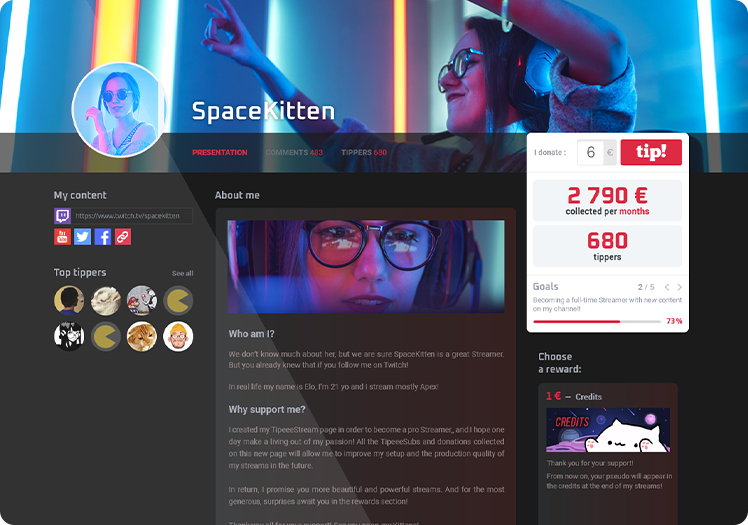 SpaceKitten
PRESENTATION COMMENTS 483 TIPPERS 680
I donate : 6 € tip!
2 790 €
collected per months
680
tippers
Goals 2 / 5
Becoming a full-time Streamer with new content
on my channel!
73%
My content
https://www.twitch.tv/spacekitten
You
Tube
Top tippers See all
About me
Who am I?
We don't know much about her, but we are sure SpaceKitten is a great Streamer.
But you already knew that if you follow me on Twitch!
In real life my name is Elo, I'm 21 yo and I stream mostly Apex!
Why support me?
I created my TipeeeStream page in order to become a pro Streamer_ and I hope one
day make a living out of my passion! All the TipeeeSubs and donations collected
on this new page will allow me to improve my setup and the production quality of
my streams in the future.
In return, I promise you more beautiful and powerful streams. And for the most
generous, surprises await you in the rewards section!
Choose
a reward:
1 € — Credits
CREDITS
Thank you for your support!
From now on, your pseudo will appear in
the credits at the end of my streams!